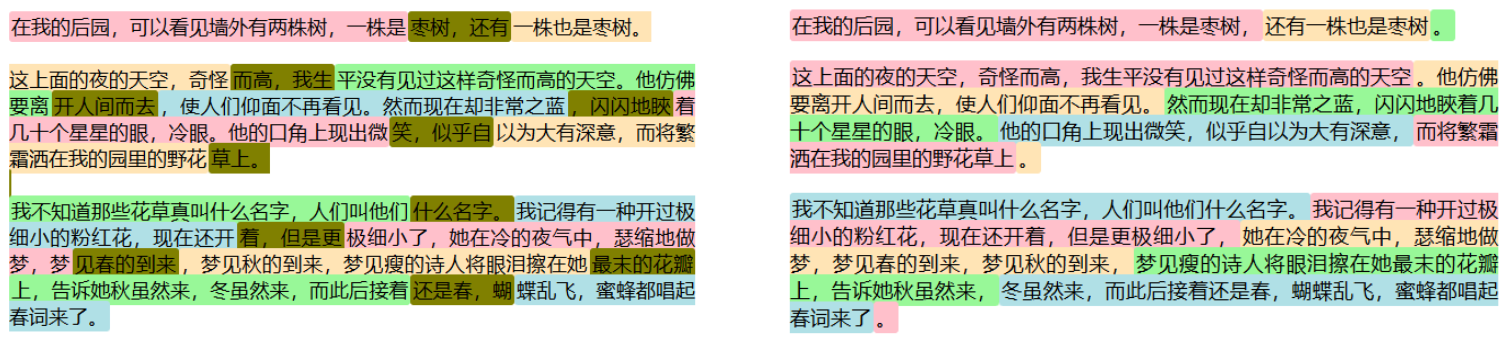 在我的后园，可以看见墙外有两株树，一株是枣树，还有一株也是枣树。
这上面的夜的天空，奇怪而高，我生平没有见过这样奇怪而高的天空。他仿佛
要离开人间而去，使人们仰面不再看见。然而现在却非常之蓝，闪闪地䀹着
几十个星星的眼，冷眼。他的口角上现出微笑，似乎自以为大有深意，而将繁
霜洒在我的园里的野花草上。
我不知道那些花草真叫什么名字，人们叫他们什么名字。我记得有一种开过极
细小的粉红花，现在还开着，但是更极细小了，她在冷的夜气中，瑟缩地做
梦，梦见春的到来，梦见秋的到来，梦见瘦的诗人将眼泪擦在她最末的花瓣
上，告诉她秋虽然来，冬虽然来，而此后接着还是春，蝴蝶乱飞，蜜蜂都唱起
春词来了。
在我的后园，可以看见墙外有两株树，一株是枣树，还有一株也是枣树。
这上面的夜的天空，奇怪而高，我生平没有见过这样奇怪而高的天空。他仿佛
要离开人间而去，使人们仰面不再看见。然而现在却非常之蓝，闪闪地䀹着几
十个星星的眼，冷眼。他的口角上现出微笑，似乎自以为大有深意，而将繁霜
洒在我的园里的野花草上。
我不知道那些花草真叫什么名字，人们叫他们什么名字。我记得有一种开过极
细小的粉红花，现在还开着，但是更极细小了，她在冷的夜气中，瑟缩地做
梦，梦见春的到来，梦见秋的到来，梦见瘦的诗人将眼泪擦在她最末的花瓣
上，告诉她秋虽然来，冬虽然来，而此后接着还是春，蝴蝶乱飞，蜜蜂都唱起
春词来了。